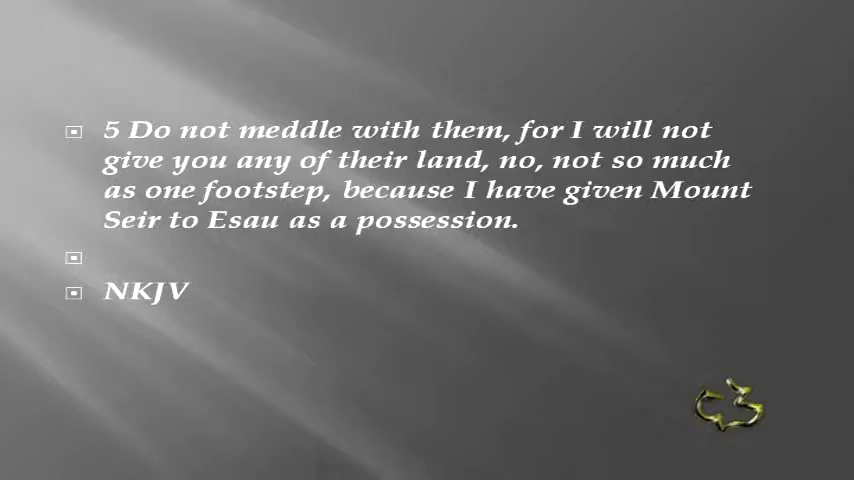 5 Do not meddle with them, for I will not
give you any of their land, no, not so much
as one footstep, because I have given Mount
Seir to Esau as a possession.
NKJV